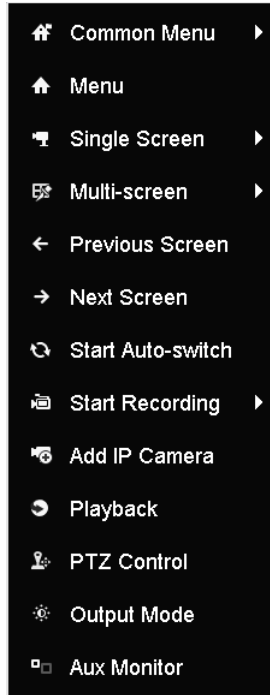 Common Menu
Menu
Single Screen
Multi-screen
Previous Screen
Next Screen
Start Auto-switch
Start Recording
Add IP Camera
Playback
PTZ Control
Output Mode
Aux Monitor